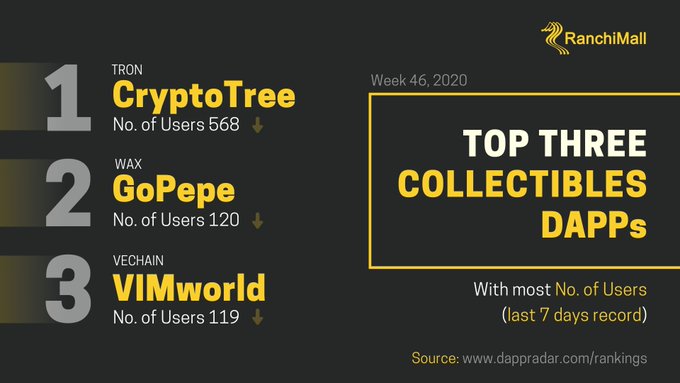 RanchiMall
Week 46, 2020
TOP THREE
COLLECTIBLES
DAPPs
With most No. of Users
(last 7 days record)
1
TRON
CryptoTree
No. of Users 568
2
WAX
GoPepe
No. of Users 120
3
VECHAIN
VIMworld
No. of Users 119
Source: www.dappradar.com/rankings